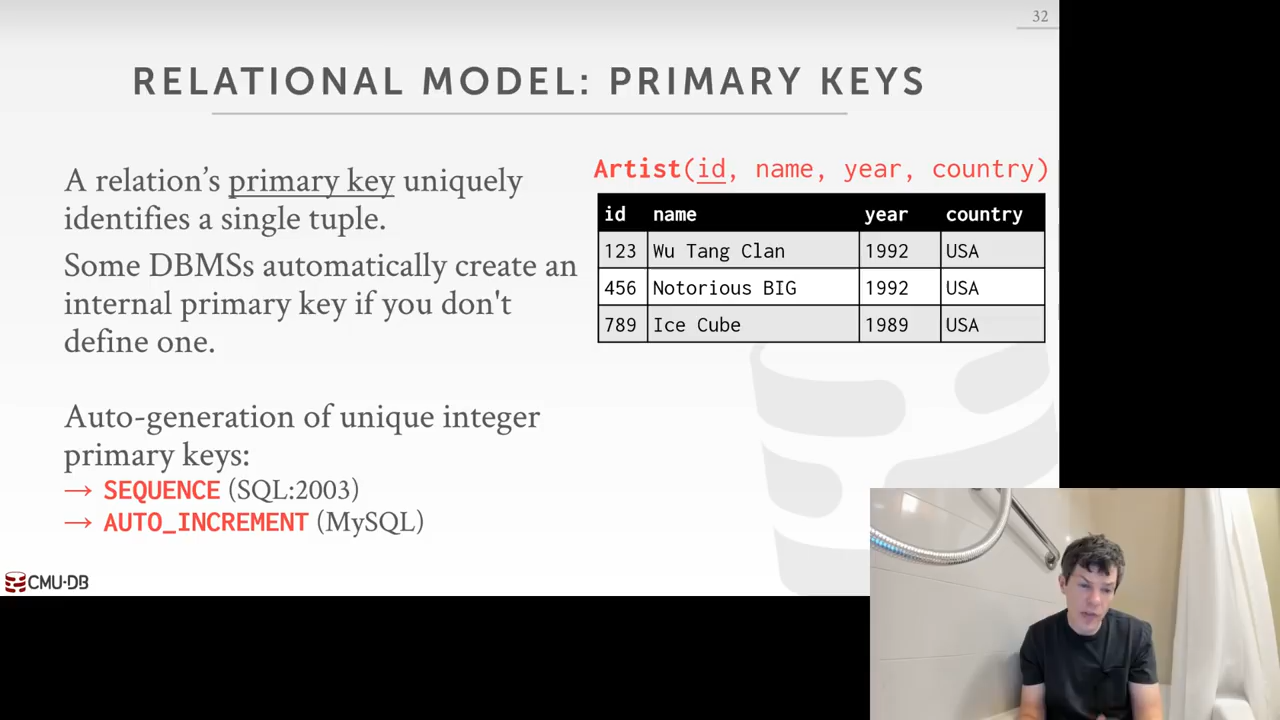 32
RELATIONAL MODEL: PRIMARY KEYS
A relation's primary key uniquely
identifies a single tuple.
Some DBMSs automatically create an
internal primary key if you don't
define one.
Auto-generation of unique integer
primary keys:
→ SEQUENCE (SQL:2003)
→ AUTO_INCREMENT (MySQL)
Artist(id, name, year, country)
id name year country
123 Wu Tang Clan 1992 USA
456 Notorious BIG 1992 USA
789 Ice Cube 1989 USA
CMU·DB